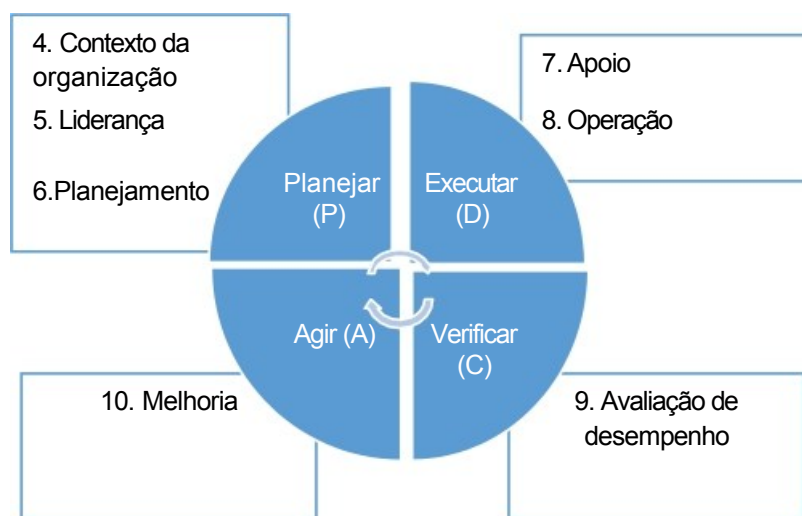 4. Contexto da
organização
5. Liderança
6.Planejamento
7. Apoio
8. Operação
Planejar
(P)
Executar
(D)
Agir (A)
Verificar
(C)
10. Melhoria
9. Avaliação de
desempenho